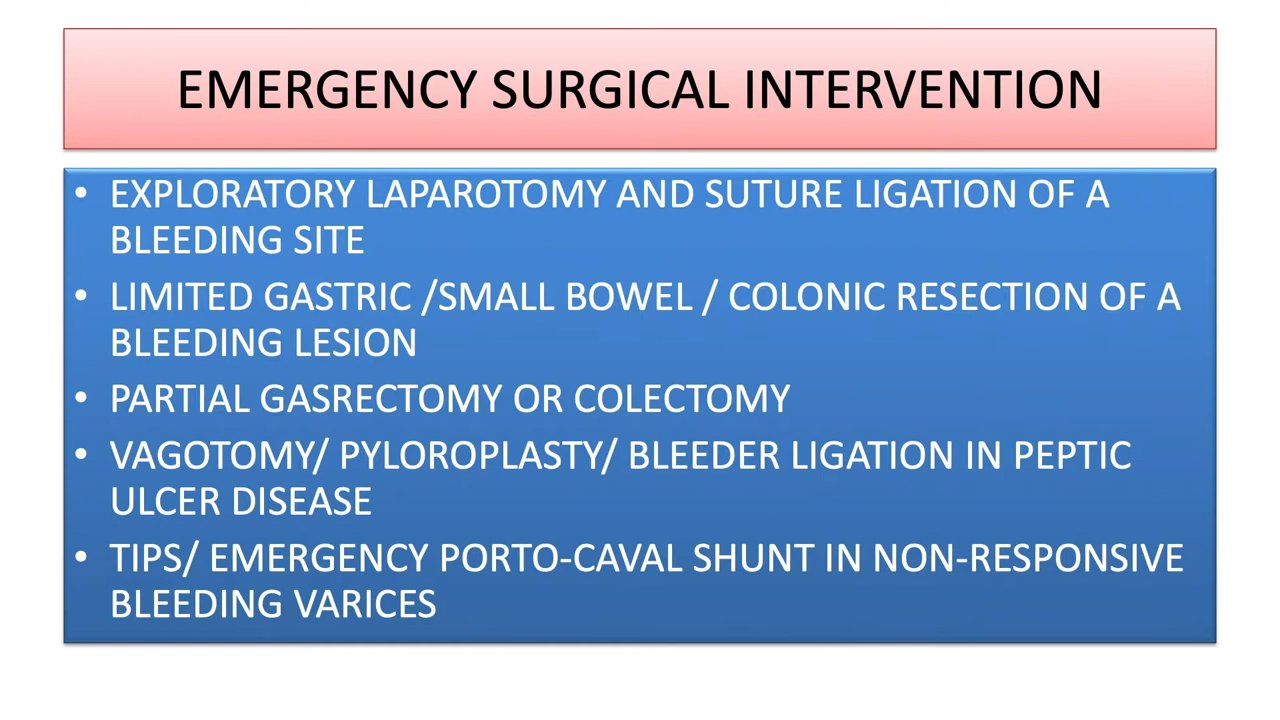 EMERGENCY SURGICAL INTERVENTION
• EXPLORATORY LAPAROTOMY AND SUTURE LIGATION OF A
BLEEDING SITE
• LIMITED GASTRIC /SMALL BOWEL / COLONIC RESECTION OF A
BLEEDING LESION
• PARTIAL GASRECTOMY OR COLECTOMY
• VAGOTOMY/ PYLOROPLASTY/ BLEEDER LIGATION IN PEPTIC
ULCER DISEASE
• TIPS/ EMERGENCY PORTO-CAVAL SHUNT IN NON-RESPONSIVE
BLEEDING VARICES